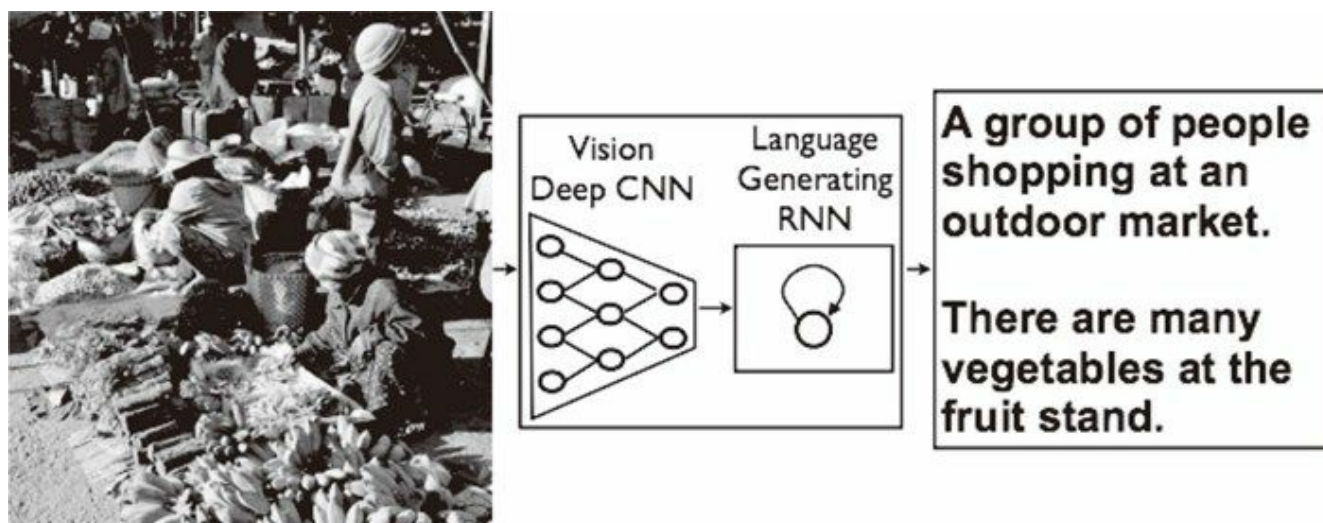 Vision
Deep CNN
Language
Generating
RNN
A group of people
shopping at an
outdoor market.
There are many
vegetables at the
fruit stand.